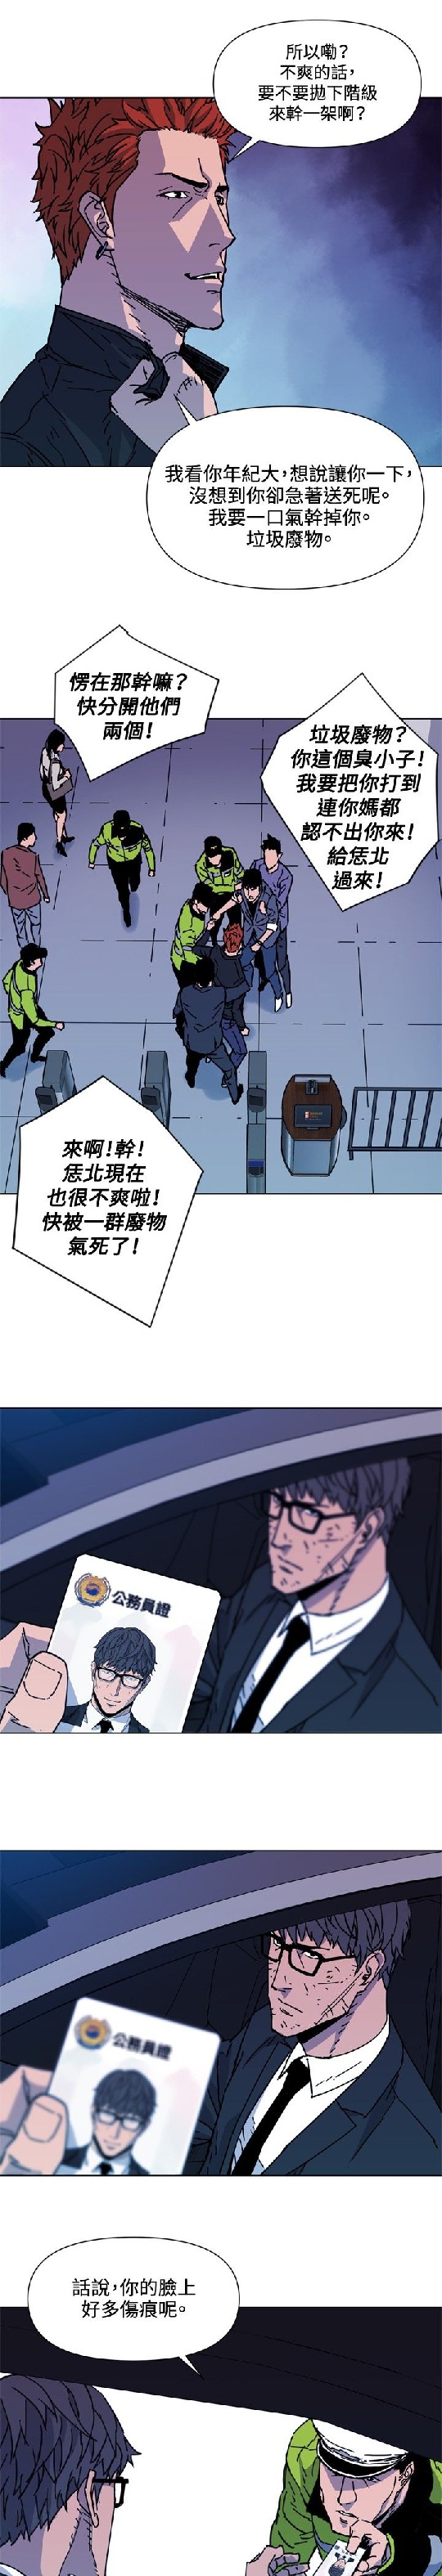 所以嘞?
不爽的話,
要不要拋下階級
來幹一架啊?
我看你年紀大,想說讓你一下,
沒想到你卻急著送死呢。
我要一口氣幹掉你。
垃圾廢物。
愣在那幹嘛?
快分開他們
兩個!
垃圾廢物?
你這個臭小子!
我要把你打到
連你媽都
認不出你來!
給恁北
過來!
來啊!幹!
恁北現在
也很不爽啦!
快被一群廢物
氣死了!
公務員證
公務員證
話說,你的臉上
好多傷痕呢。